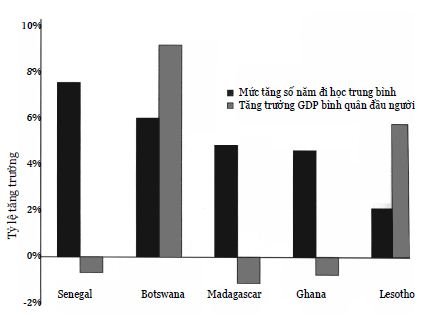 10%
8%
6%
4%
2%
0%
-2%
Tỷ lệ tăng trưởng
Mức tăng số năm đi học trung bình
Tăng trưởng GDP bình quân đầu người
Senegal Botswana Madagascar Ghana Lesotho